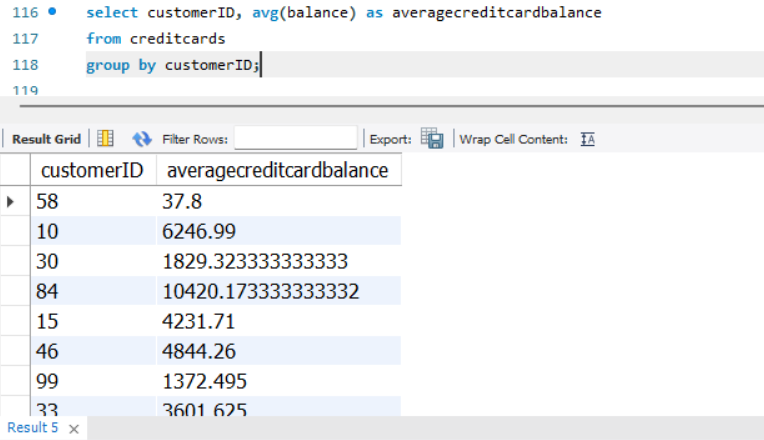 116 select customerID, avg(balance) as averagecreditcardbalance
117 from creditcards
118 group by customerID;
119
Result Grid Filter Rows: Export: Wrap Cell Content:
customerID averagecreditcardbalance
58 37.8
10 6246.99
30 1829.323333333333
84 10420.173333333332
15 4231.71
46 4844.26
99 1372.495
33 3601.625
Result 5